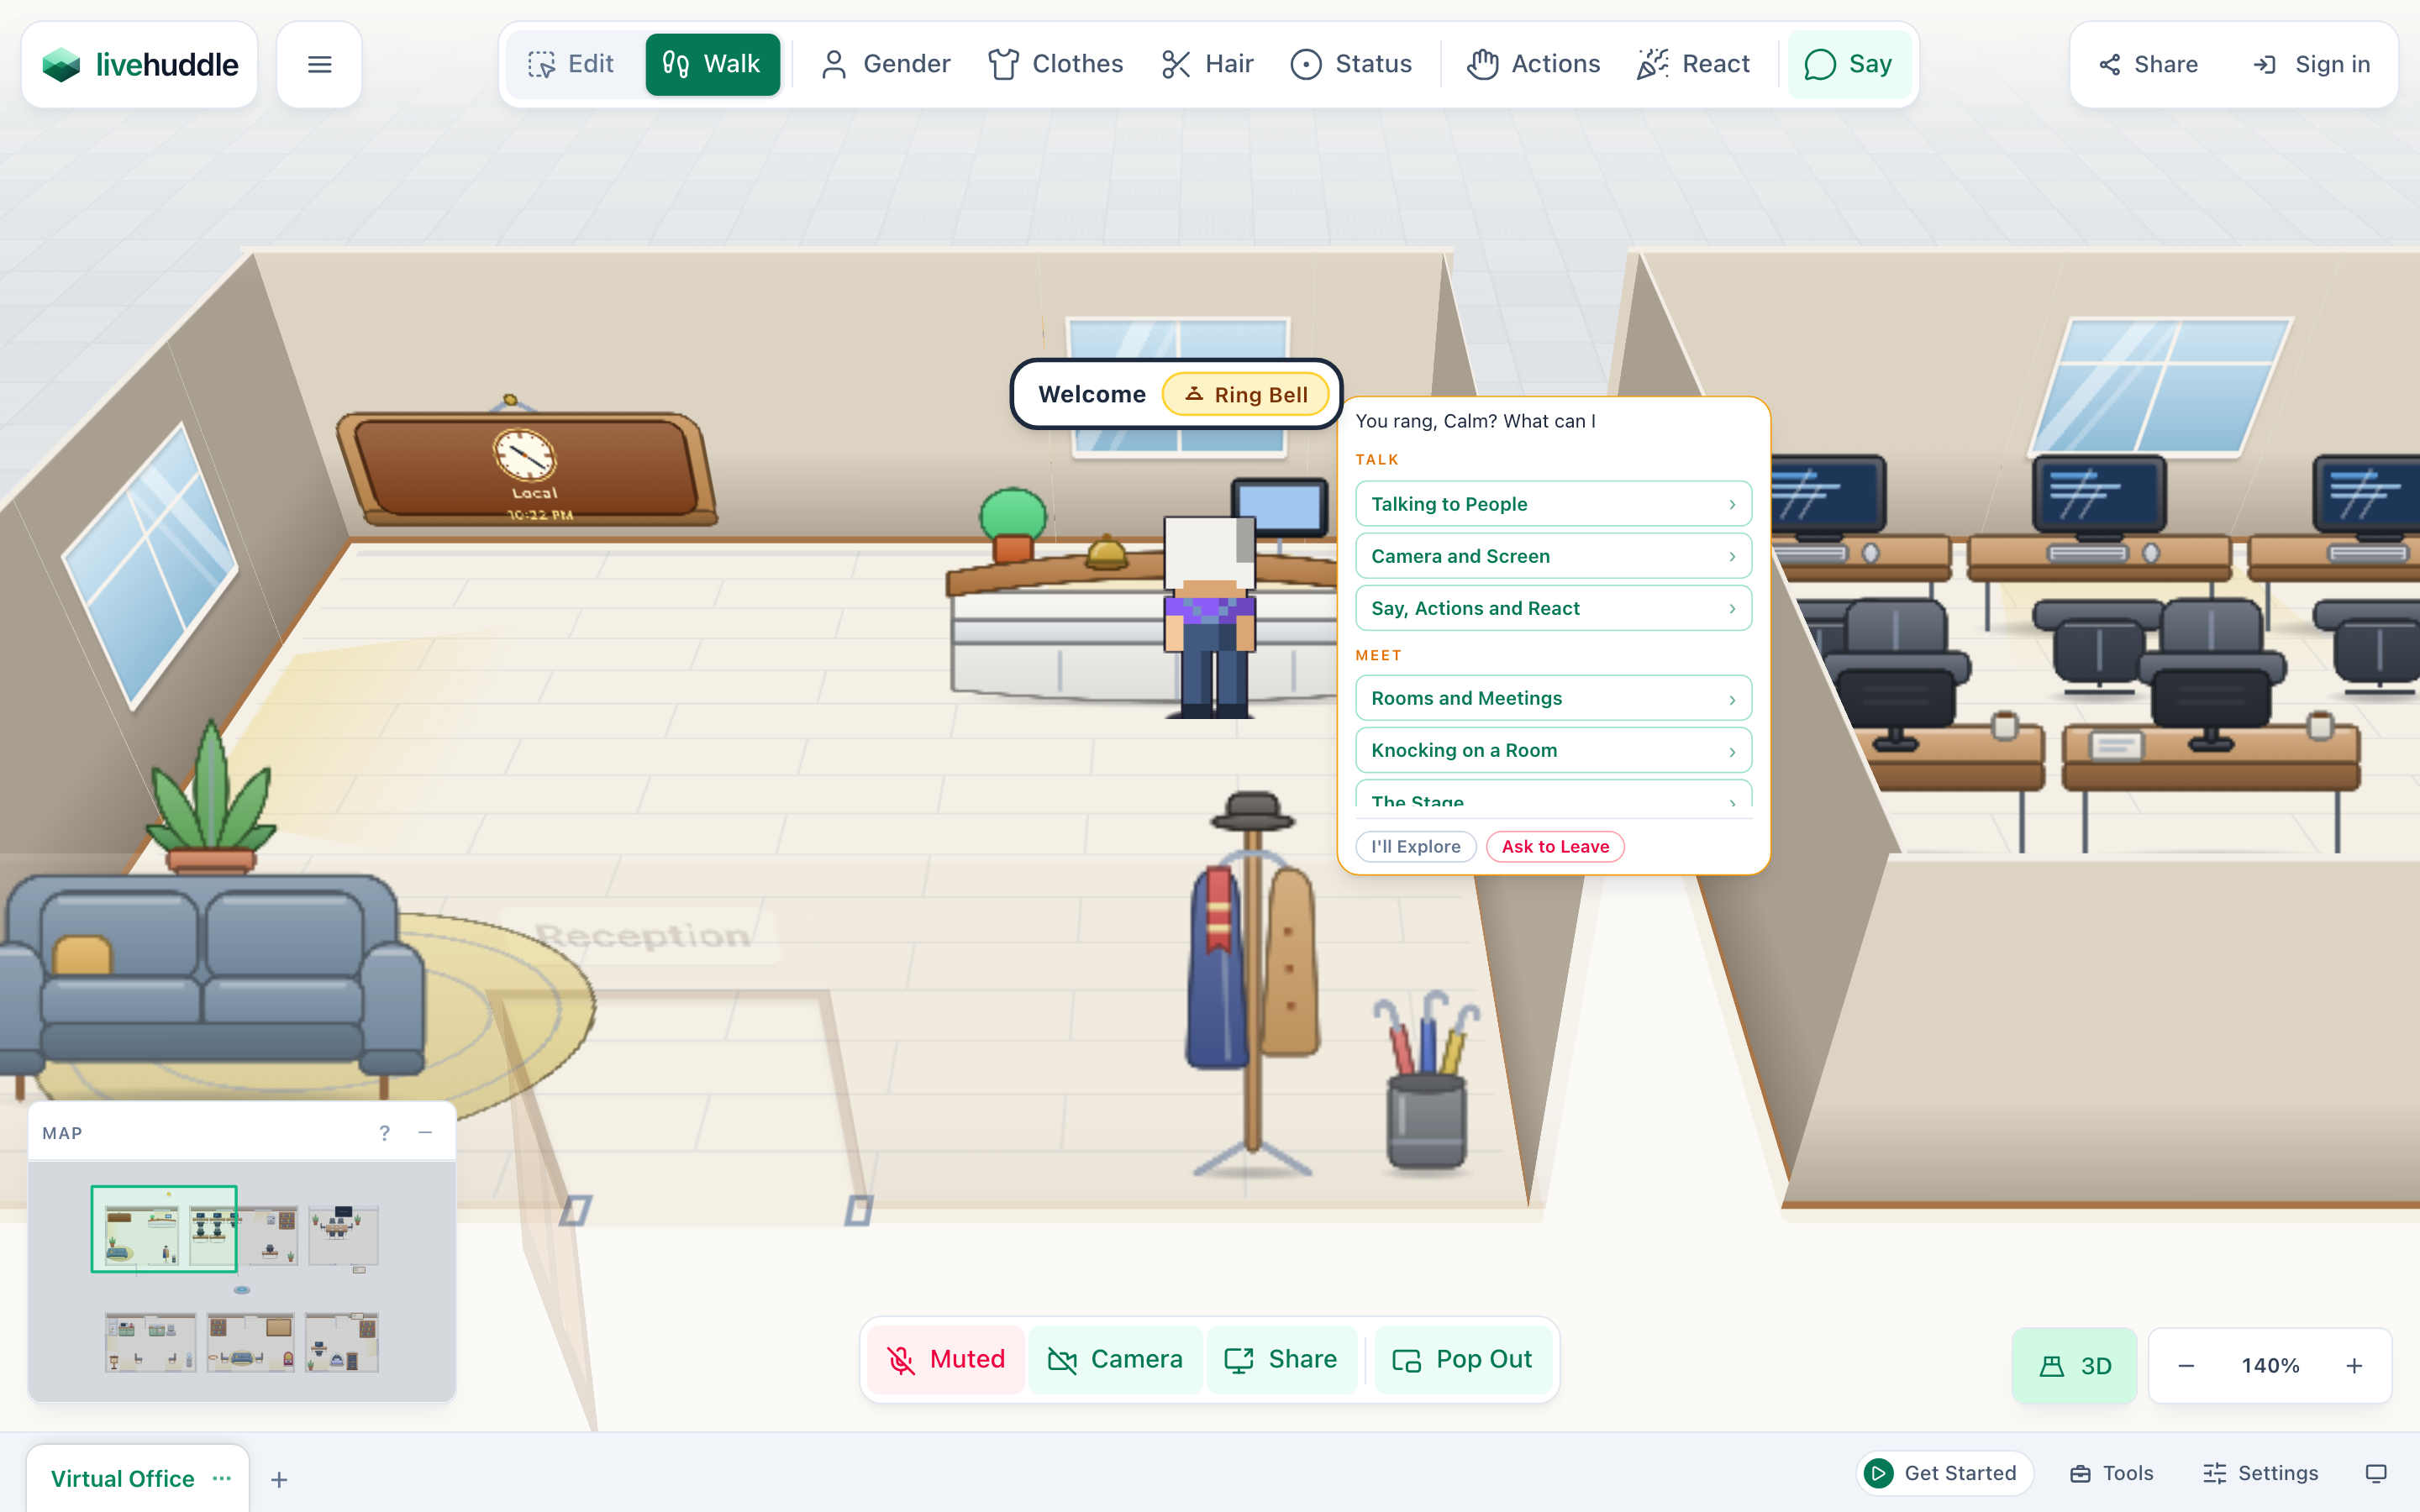 livehuddle
Edit
Walk
Gender
Clothes
Hair
Status
Actions
React
Say
Share
Sign in
Welcome
Ring Bell
You rang, Calm? What can I
TALK
Talking to People
Camera and Screen
Say, Actions and React
MEET
Rooms and Meetings
Knocking on a Room
The Stage
I'll Explore
Ask to Leave
Local
10:22 PM
Reception
MAP
?
Muted
Camera
Share
Pop Out
3D
140%
Virtual Office
Get Started
Tools
Settings